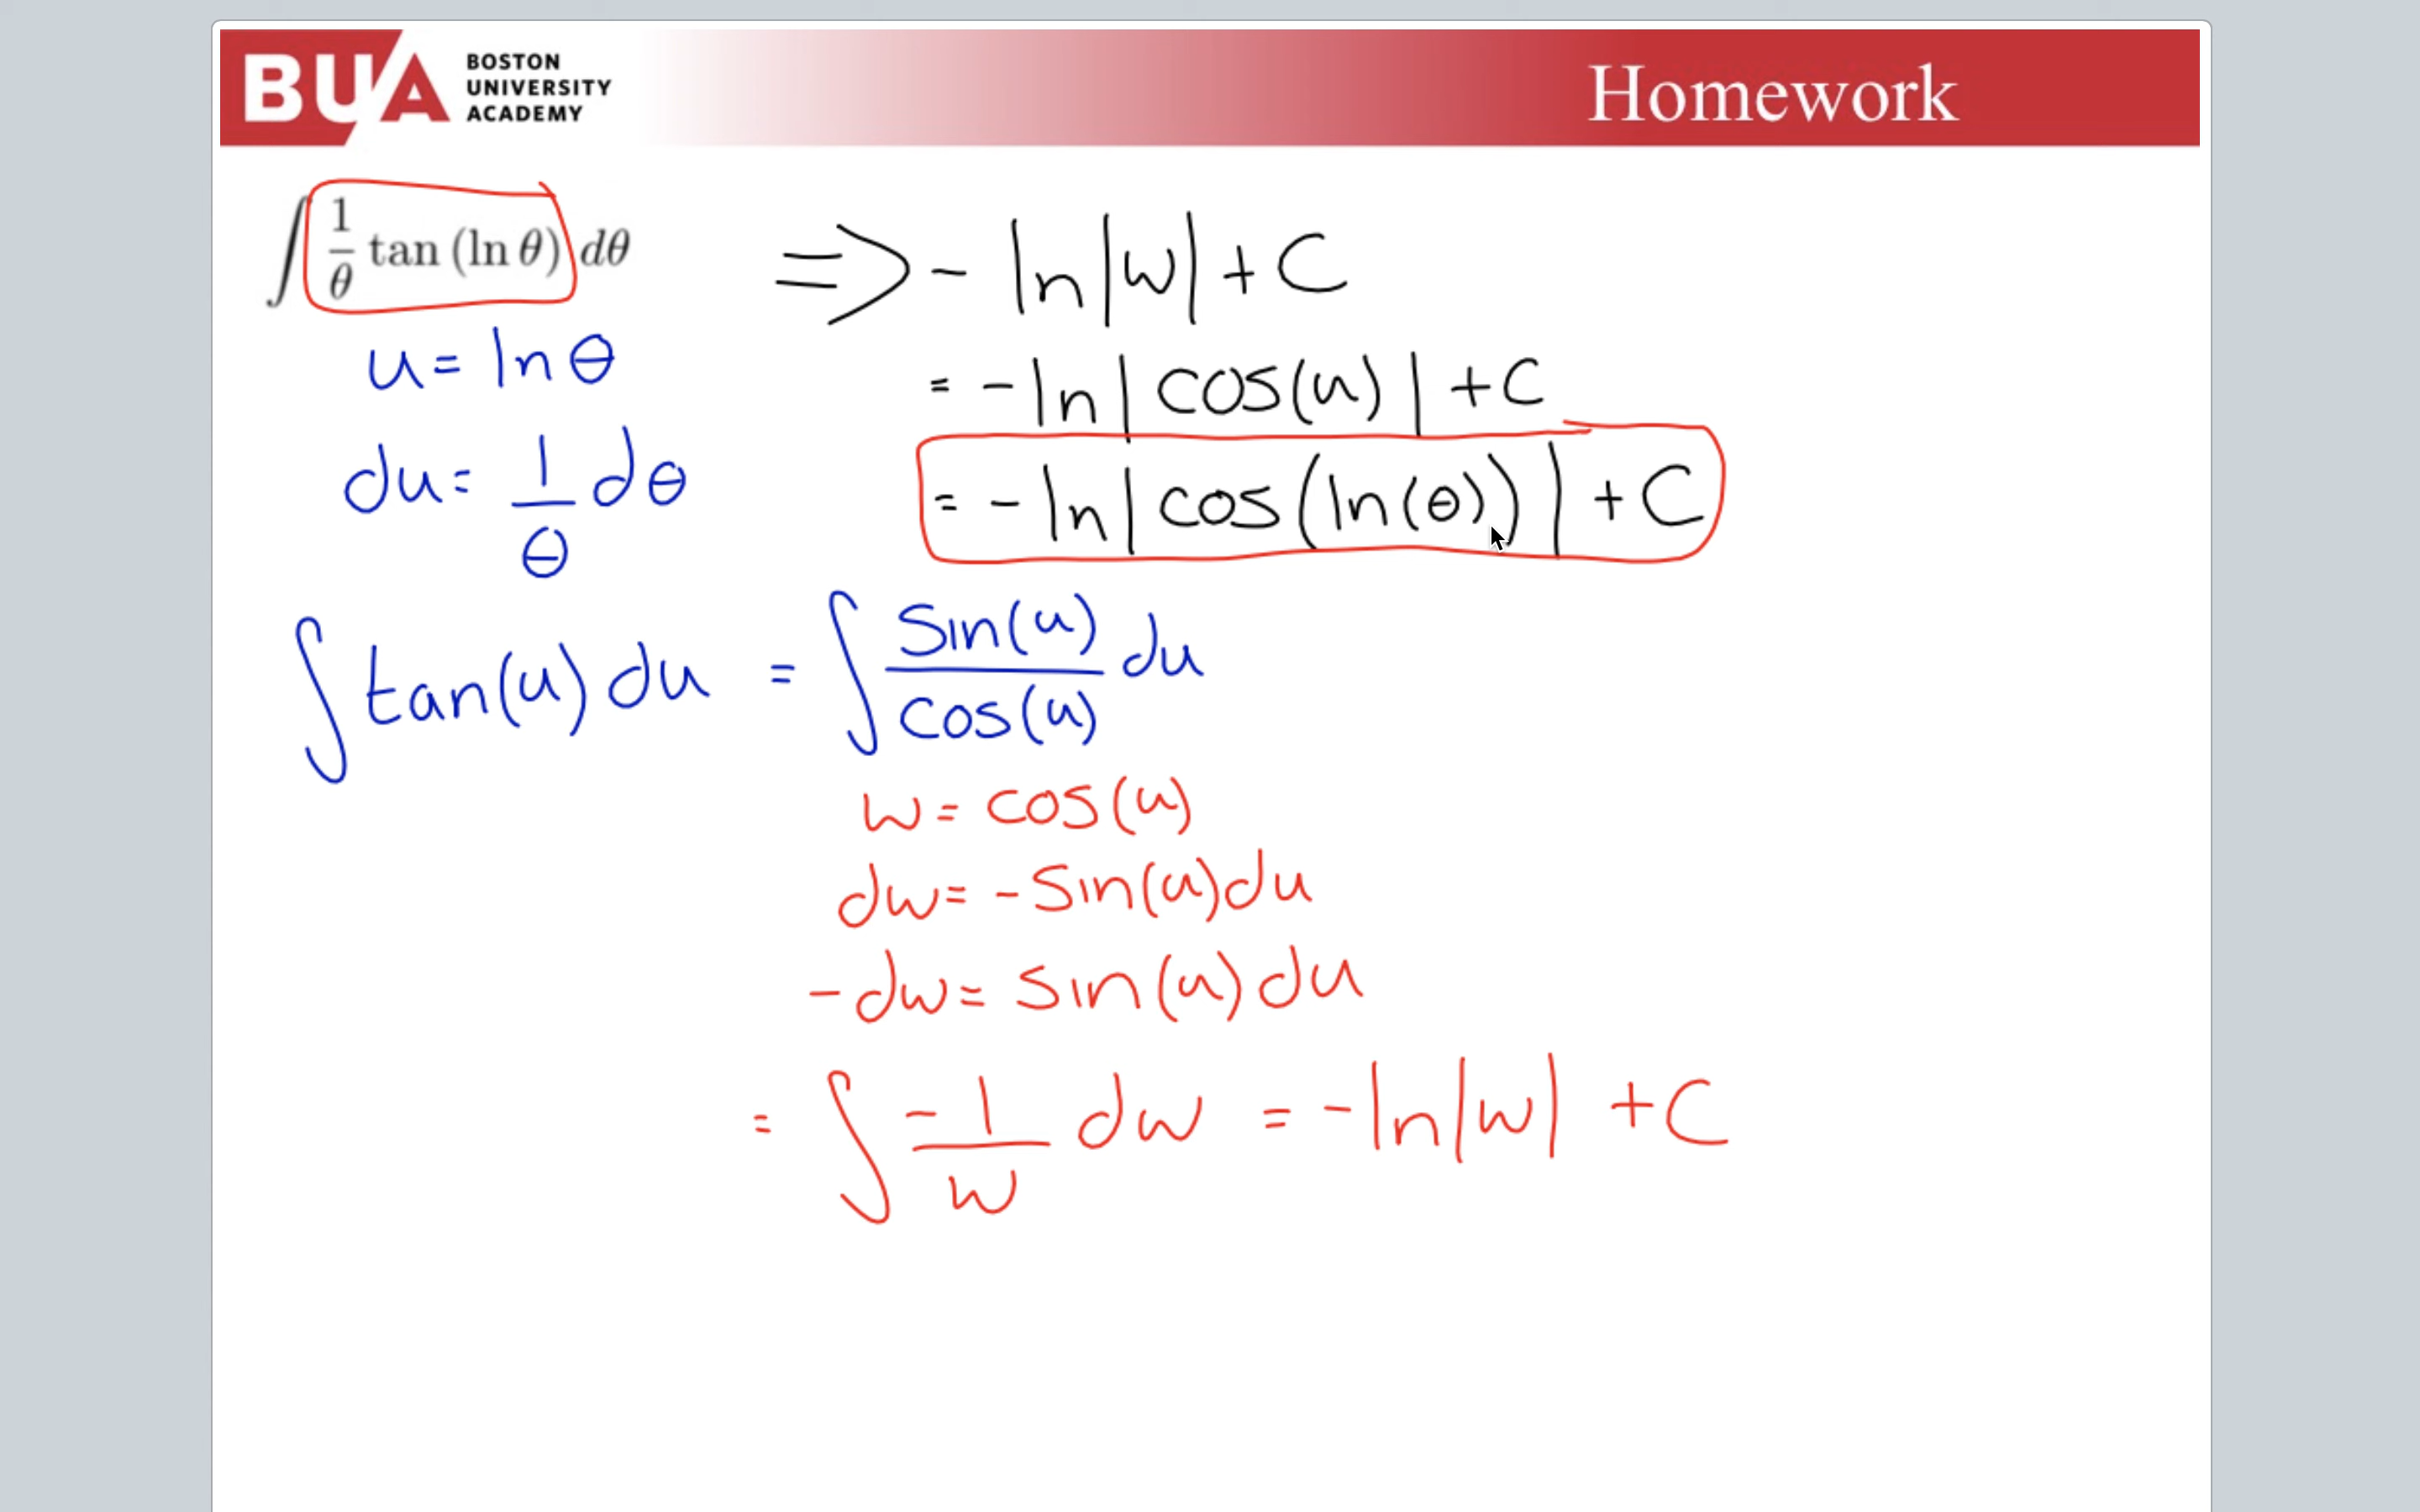 BUA BOSTON UNIVERSITY ACADEMY
Homework
∫ 1/θ tan (ln θ) dθ
u = ln θ
du = 1/θ dθ
∫ tan(u) du = ∫ sin(u)/cos(u) du
w = cos(u)
dw = -sin(u) du
-dw = sin(u) du
= ∫ -1/w dw = -ln|w| + C
⇒ - ln|w| + C
= - ln|cos(u)| + C
= - ln|cos(ln(θ))| + C